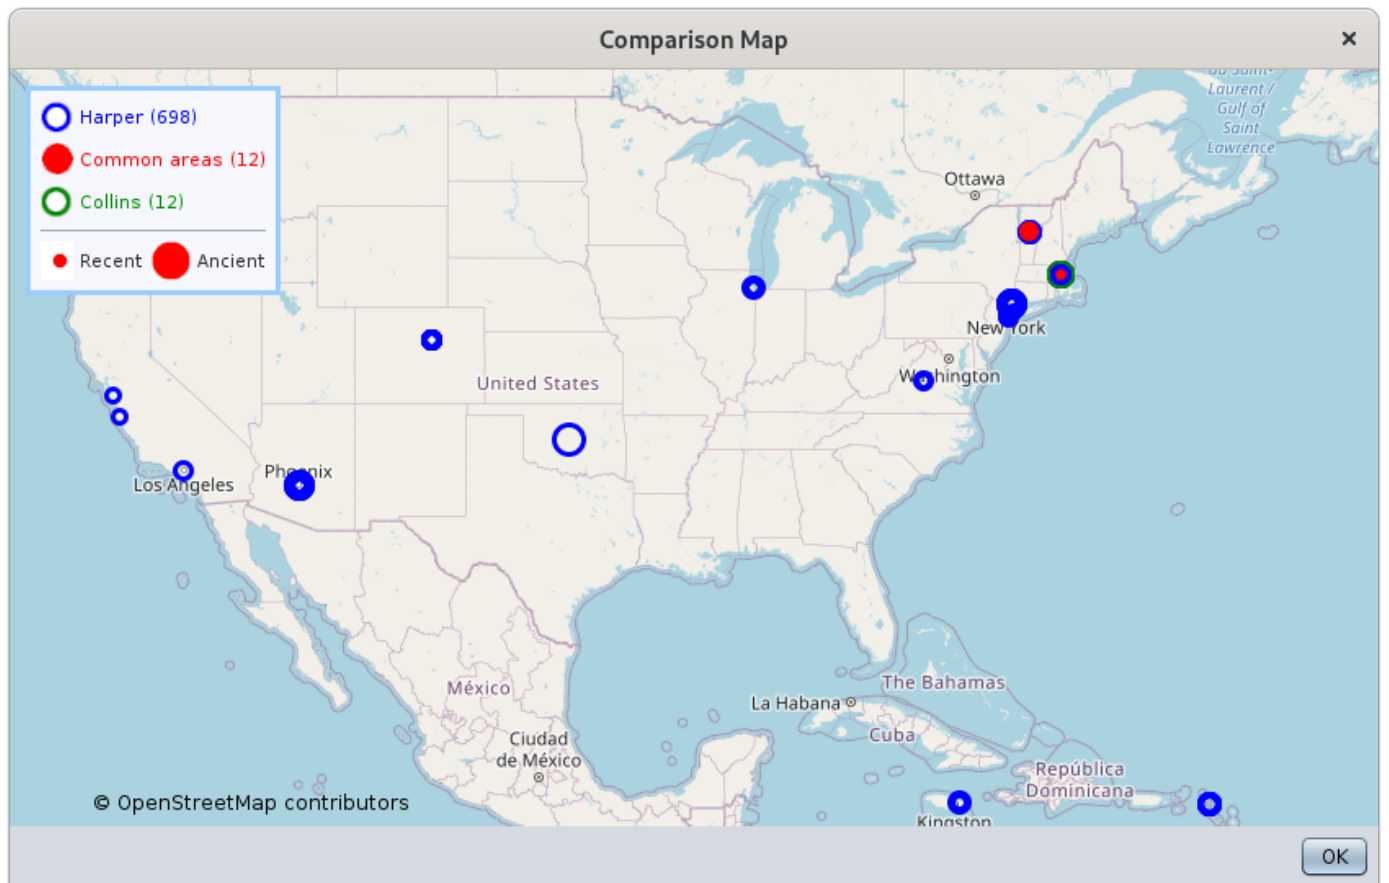 Comparison Map
×
Harper (698)
Common areas (12)
Collins (12)
Recent
Ancient
du Saint-
Laurent /
Gulf of
Saint
Lawrence
Ottawa
New York
Washington
United States
Phoenix
Los Angeles
México
Ciudad
de México
La Habana
The Bahamas
Cuba
República
Dominicana
Kingston
© OpenStreetMap contributors
OK